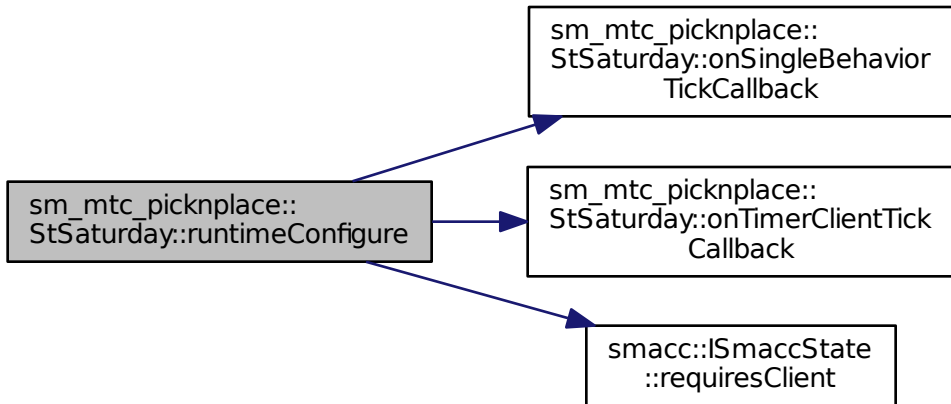 sm_mtc_picknplace::
StSaturday::runtimeConfigure
sm_mtc_picknplace::
StSaturday::onSingleBehavior
TickCallback
sm_mtc_picknplace::
StSaturday::onTimerClientTick
Callback
smacc::ISmaccState
::requiresClient